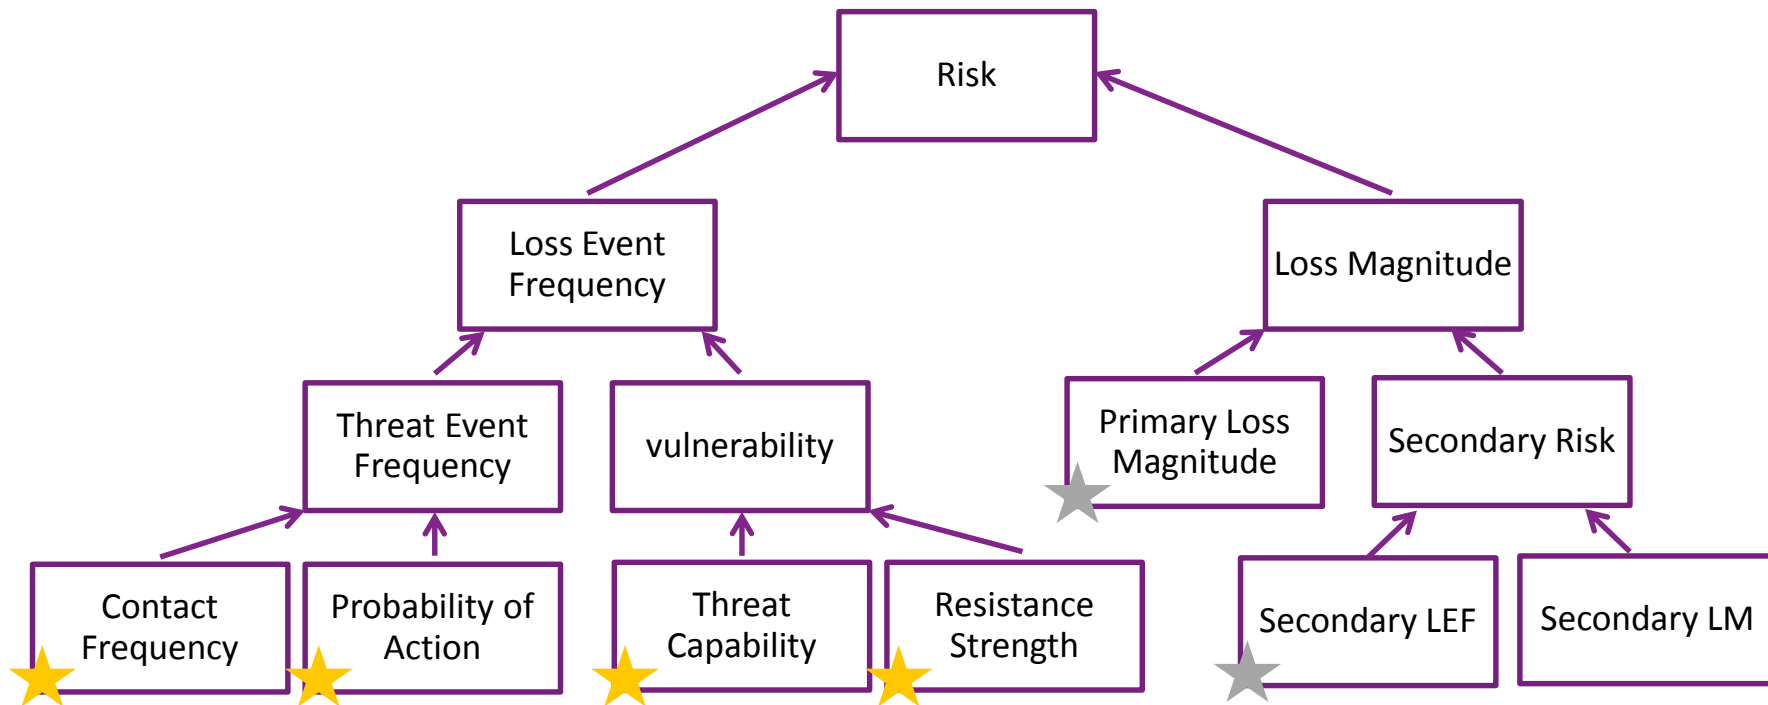 Risk
Loss Event
Frequency
Loss Magnitude
Threat Event
Frequency
vulnerability
Primary Loss
Magnitude
Secondary Risk
Contact
Frequency
Probability of
Action
Threat
Capability
Resistance
Strength
Secondary LEF
Secondary LM